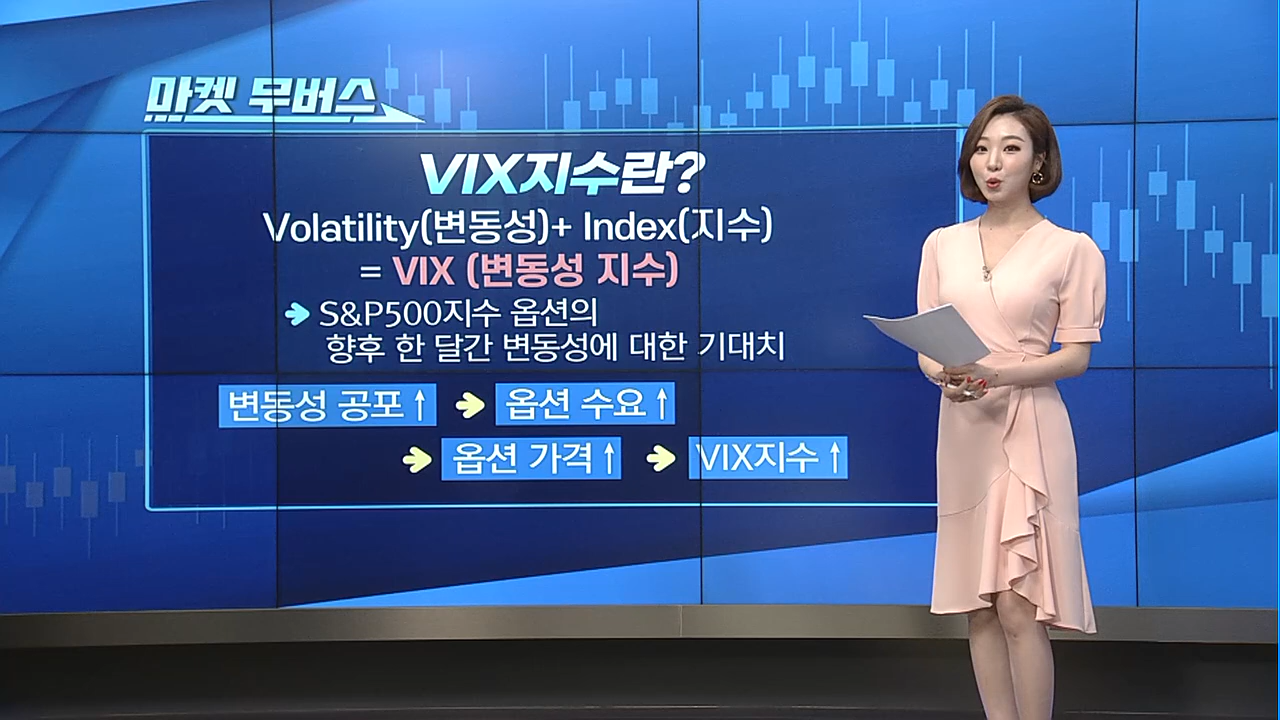 마켓 무버스
VIX지수란?
Volatility(변동성)+ Index(지수)
= VIX (변동성 지수)
➔ S&P500지수 옵션의
향후 한 달간 변동성에 대한 기대치
변동성 공포↑ ➔ 옵션 수요↑
➔ 옵션 가격↑ ➔ VIX지수↑